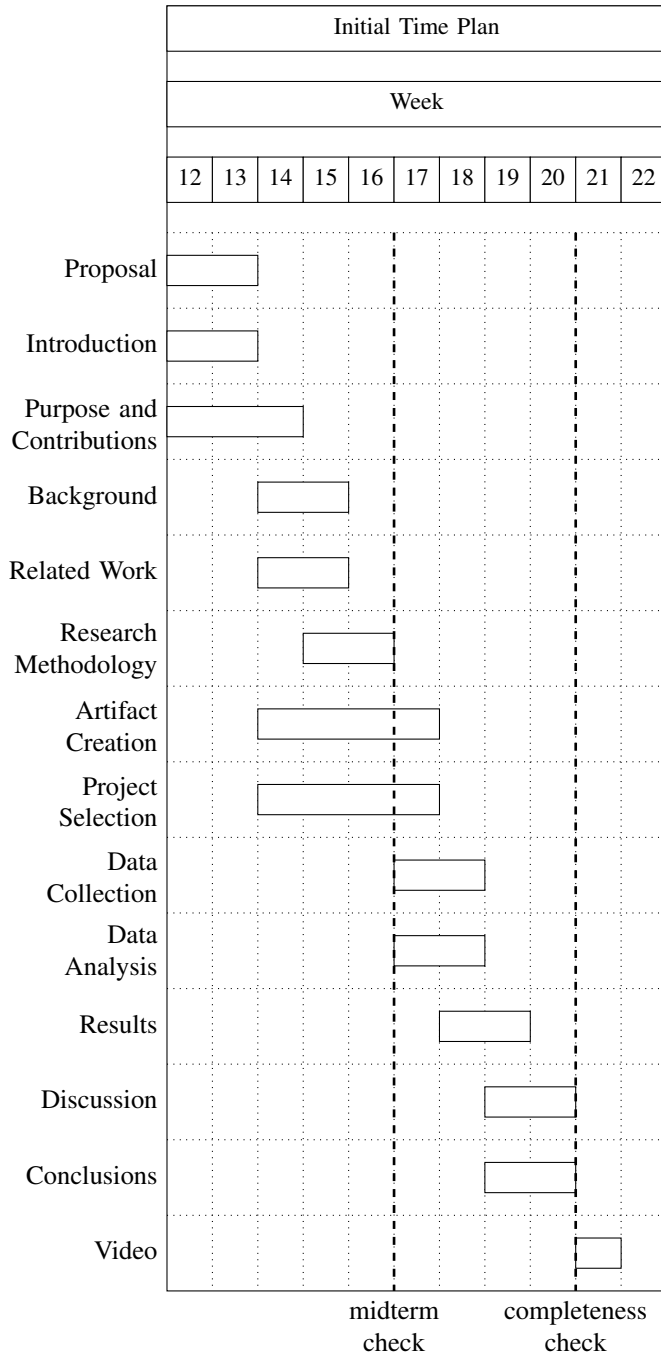 Initial Time Plan
Week
12 13 14 15 16 17 18 19 20 21 22
Proposal
Introduction
Purpose and
Contributions
Background
Related Work
Research
Methodology
Artifact
Creation
Project
Selection
Data
Collection
Data
Analysis
Results
Discussion
Conclusions
Video
midterm
check
completeness
check